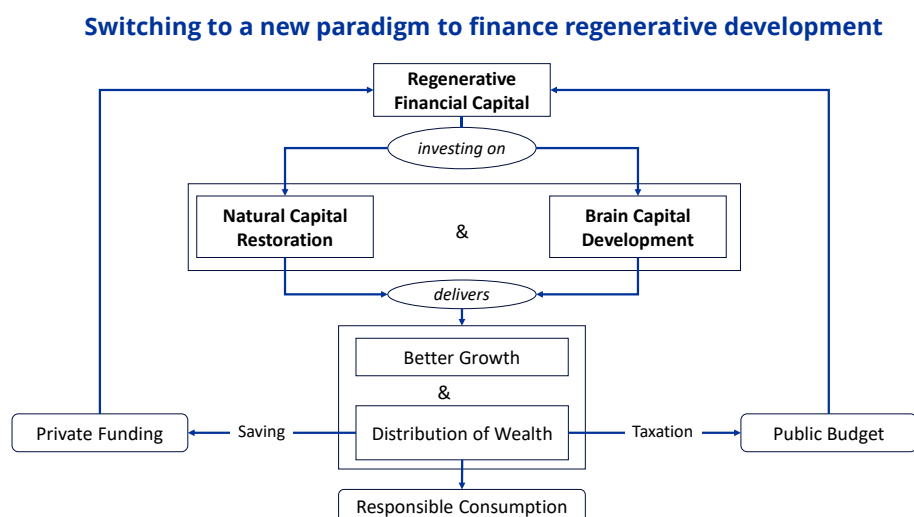 Switching to a new paradigm to finance regenerative development
Regenerative
Financial Capital
investing on
Natural Capital
Restoration
&
Brain Capital
Development
delivers
Better Growth
&
Private Funding
Saving
Distribution of Wealth
Taxation
Public Budget
Responsible Consumption